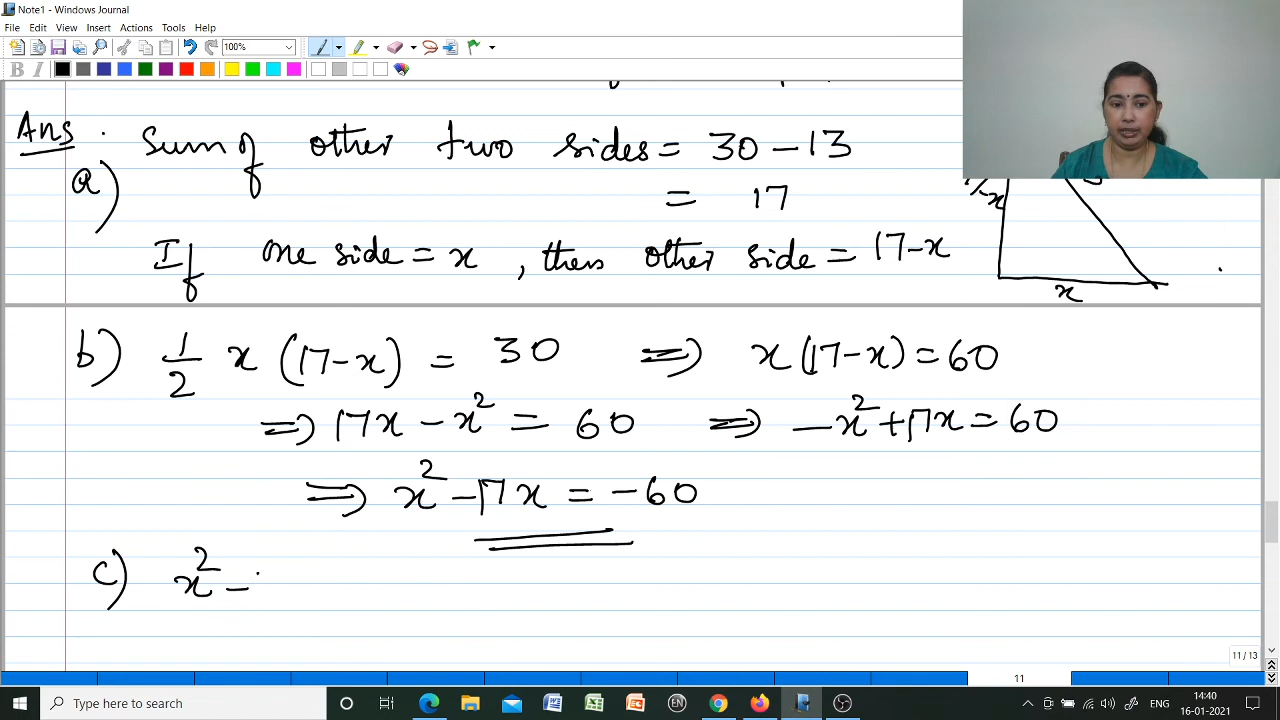 Note1 - Windows Journal
File Edit View Insert Actions Tools Help
100%
B I
Ans. Sum of other two sides = 30 – 13
a)
= 17
If one side = x, then other side = 17-x
x
b) 1/2 x (17-x) = 30 ⇒ x(17-x) = 60
⇒ 17x - x² = 60 ⇒ -x² + 17x = 60
⇒ x² - 17x = -60
c) x² -
11 / 13
11
Type here to search
ENG
14:40
16-01-2021